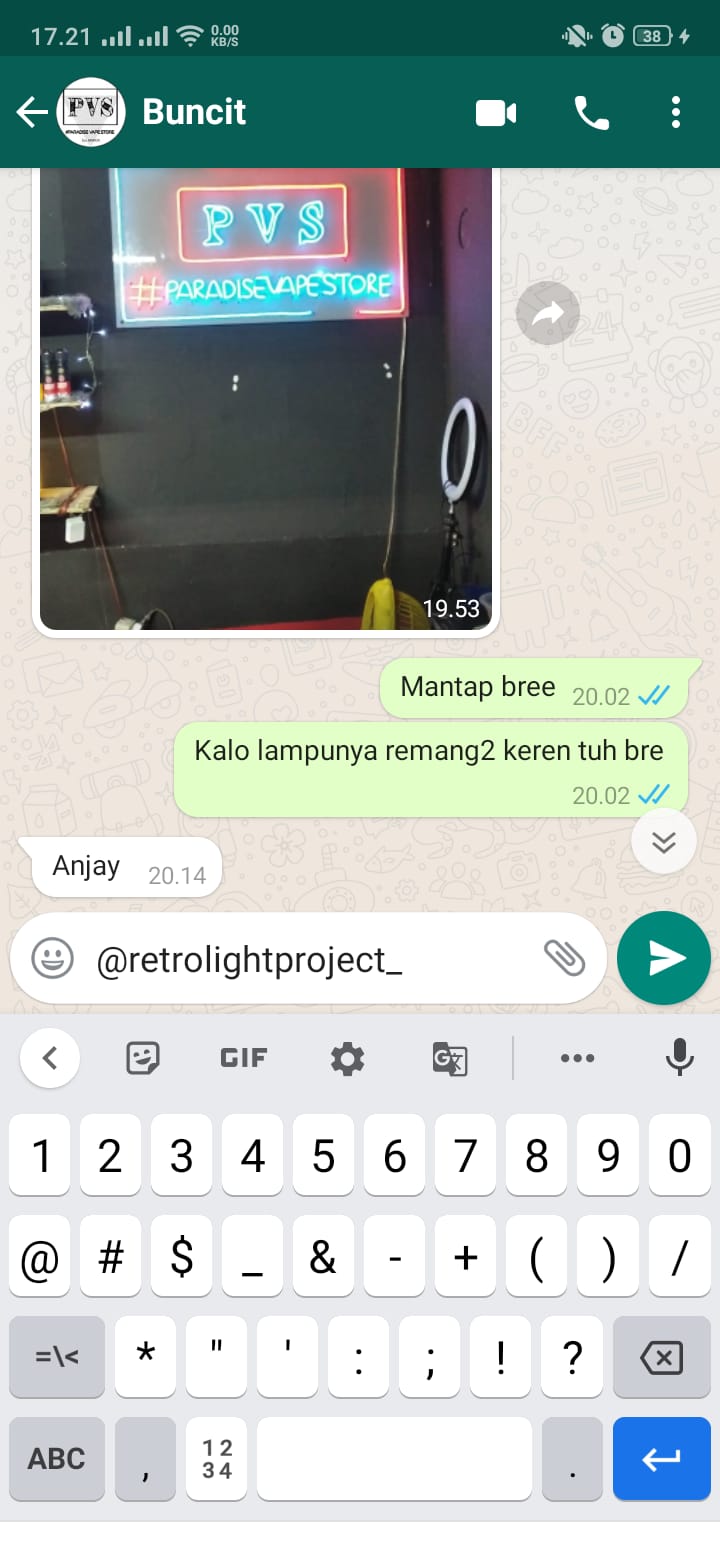 17.21 0.00 KB/S 38
PVS
#PARADISE VAPE STORE
Buncit
PVS
#PARADISEVAPESTORE
19.53
Mantap bree 20.02
Kalo lampunya remang2 keren tuh bre
20.02
Anjay 20.14
@retrolightproject_
GIF
1 2 3 4 5 6 7 8 9 0
@ # $ _ & - + ( ) /
=\< * " ' : ; ! ?
ABC , 12 34 .